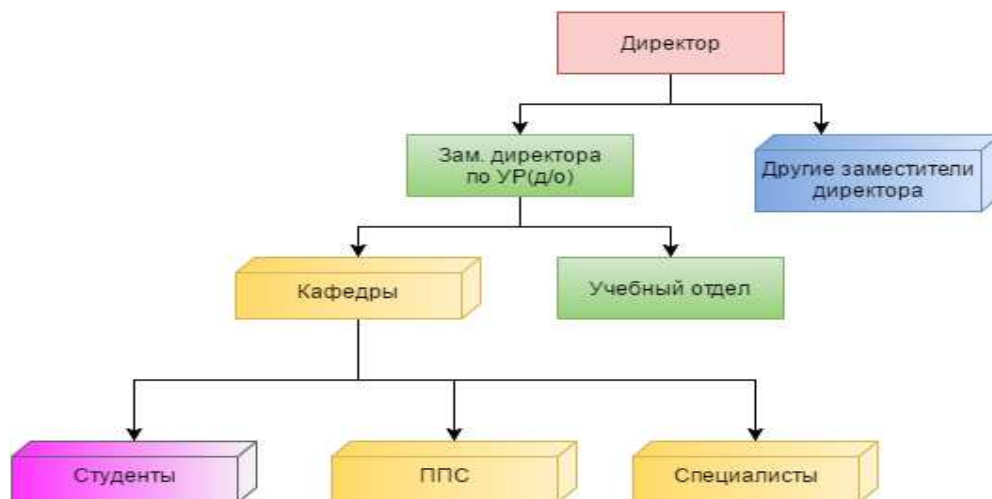 Директор
Зам. директора
по УР(д/о)
Другие заместители
директора
Кафедры
Учебный отдел
Студенты
ППС
Специалисты